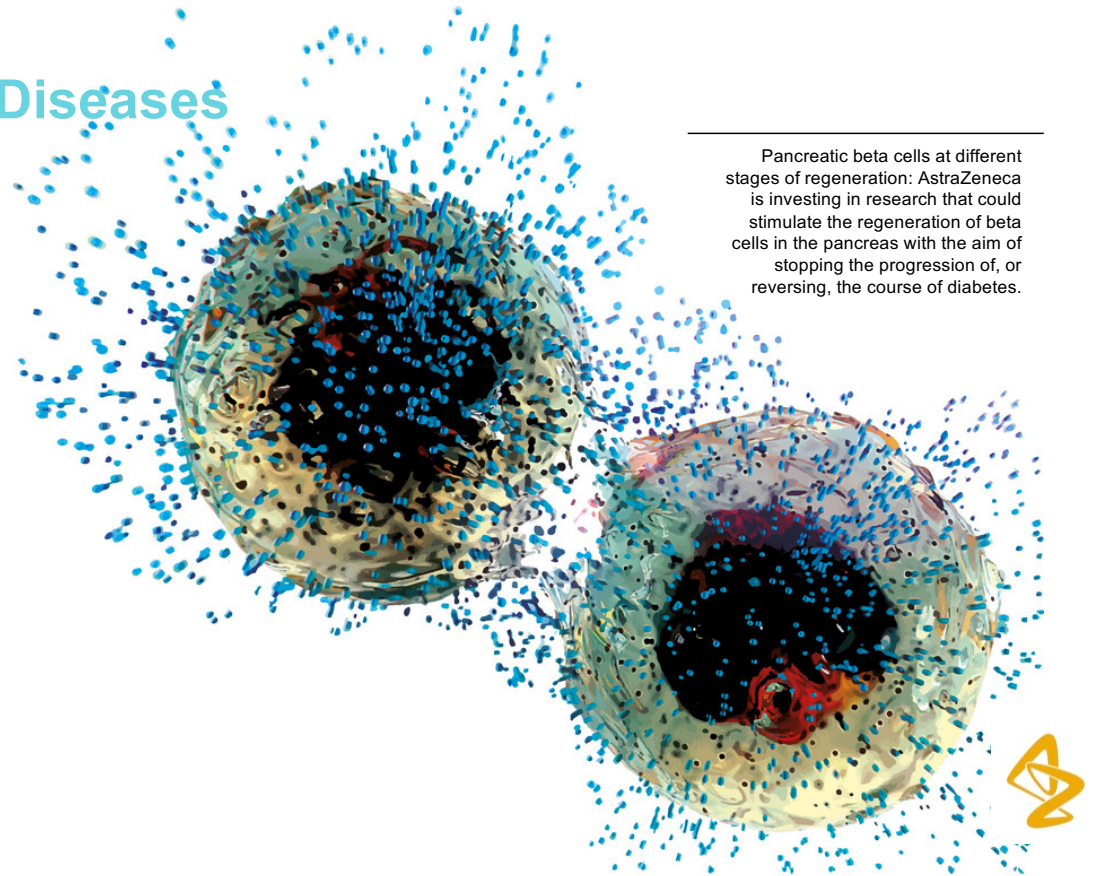 Diseases
Pancreatic beta cells at different
stages of regeneration: AstraZeneca
is investing in research that could
stimulate the regeneration of beta
cells in the pancreas with the aim of
stopping the progression of, or
reversing, the course of diabetes.